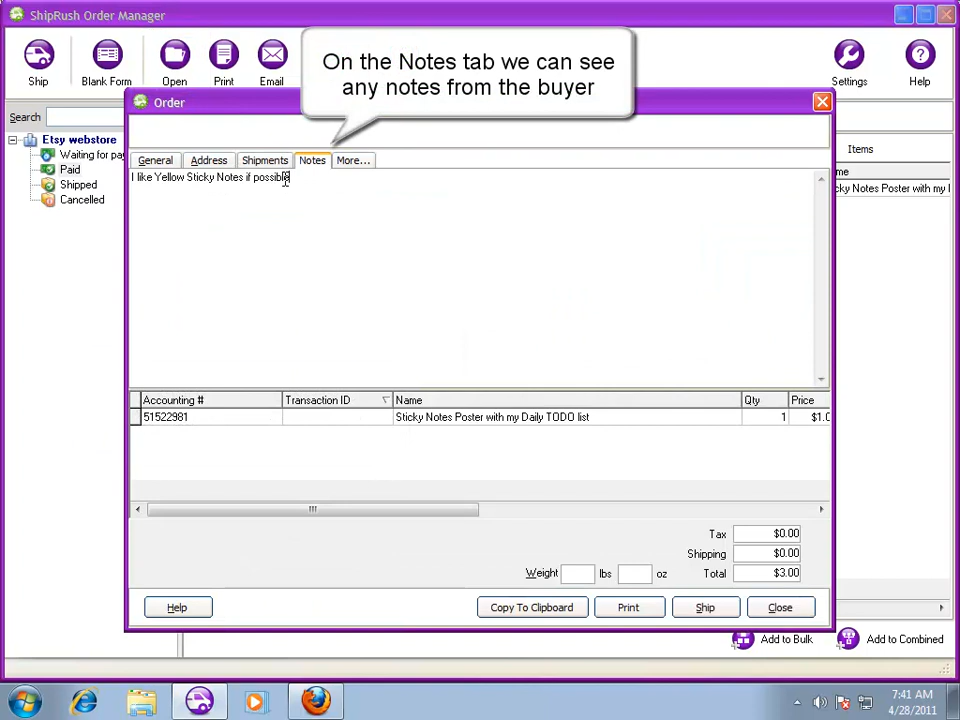 ShipRush Order Manager
Ship
Blank Form
Open
Print
Email
Settings
Help
On the Notes tab we can see
any notes from the buyer
Order
Search
Etsy webstore
Waiting for pay
Paid
Shipped
Cancelled
General
Address
Shipments
Notes
More...
I like Yellow Sticky Notes if possible
Items
me
cky Notes Poster with my I
Accounting # Transaction ID Name Qty Price
51522981 Sticky Notes Poster with my Daily TODO list 1 $1.0
Tax $0.00
Shipping $0.00
Weight lbs oz Total $3.00
Help
Copy To Clipboard
Print
Ship
Close
Add to Bulk
Add to Combined
7:41 AM
4/28/2011